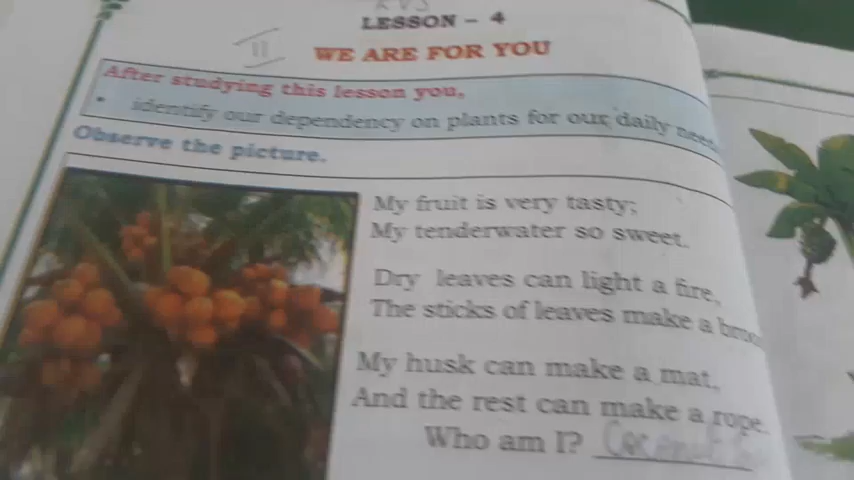 LESSON - 4
II
WE ARE FOR YOU
After studying this lesson you,
• identify our dependency on plants for our daily
Observe the picture.
My fruit is very tasty;
My tenderwater so sweet.
Dry leaves can light a fire,
The sticks of leaves make a
My husk can make a mat,
And the rest can make a rope.
Who am I? Coconut